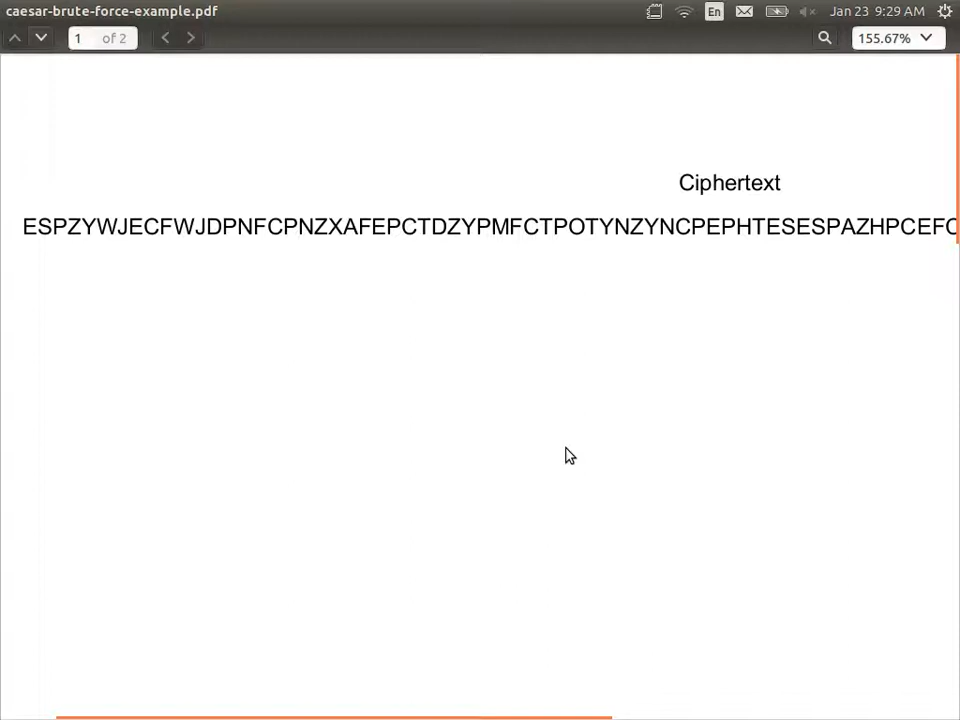 caesar-brute-force-example.pdf
En
Jan 23 9:29 AM
1 of 2
155.67%
Ciphertext
ESPZYWJECFWJDPNFCPNZXAFEPCTDZYPMFCTPOTYNZYNCPEPHTESESPAZHPCEFC